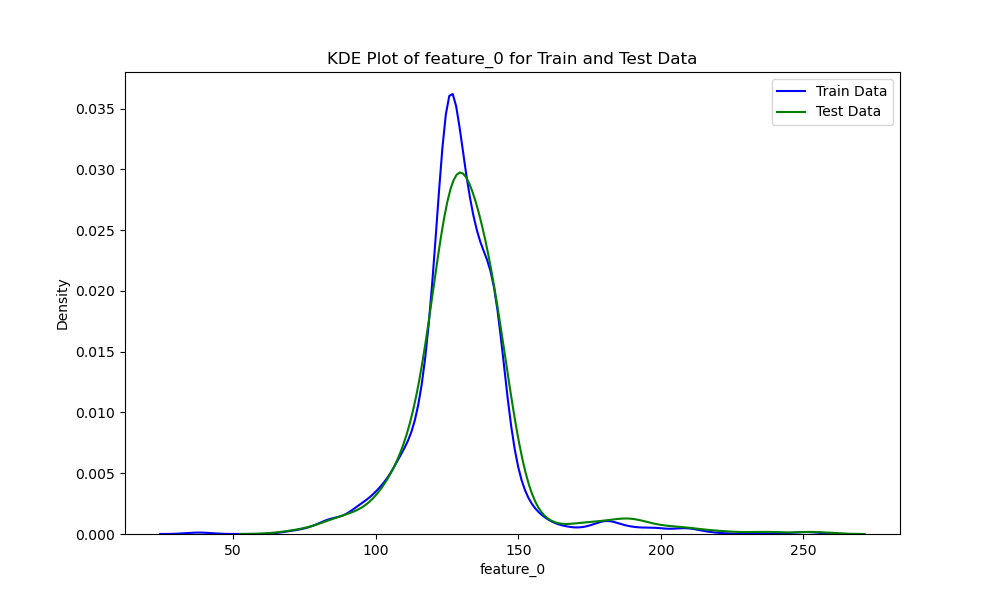 KDE Plot of feature_0 for Train and Test Data
Train Data
Test Data
Density
0.035
0.030
0.025
0.020
0.015
0.010
0.005
0.000
50
100
150
200
250
feature_0